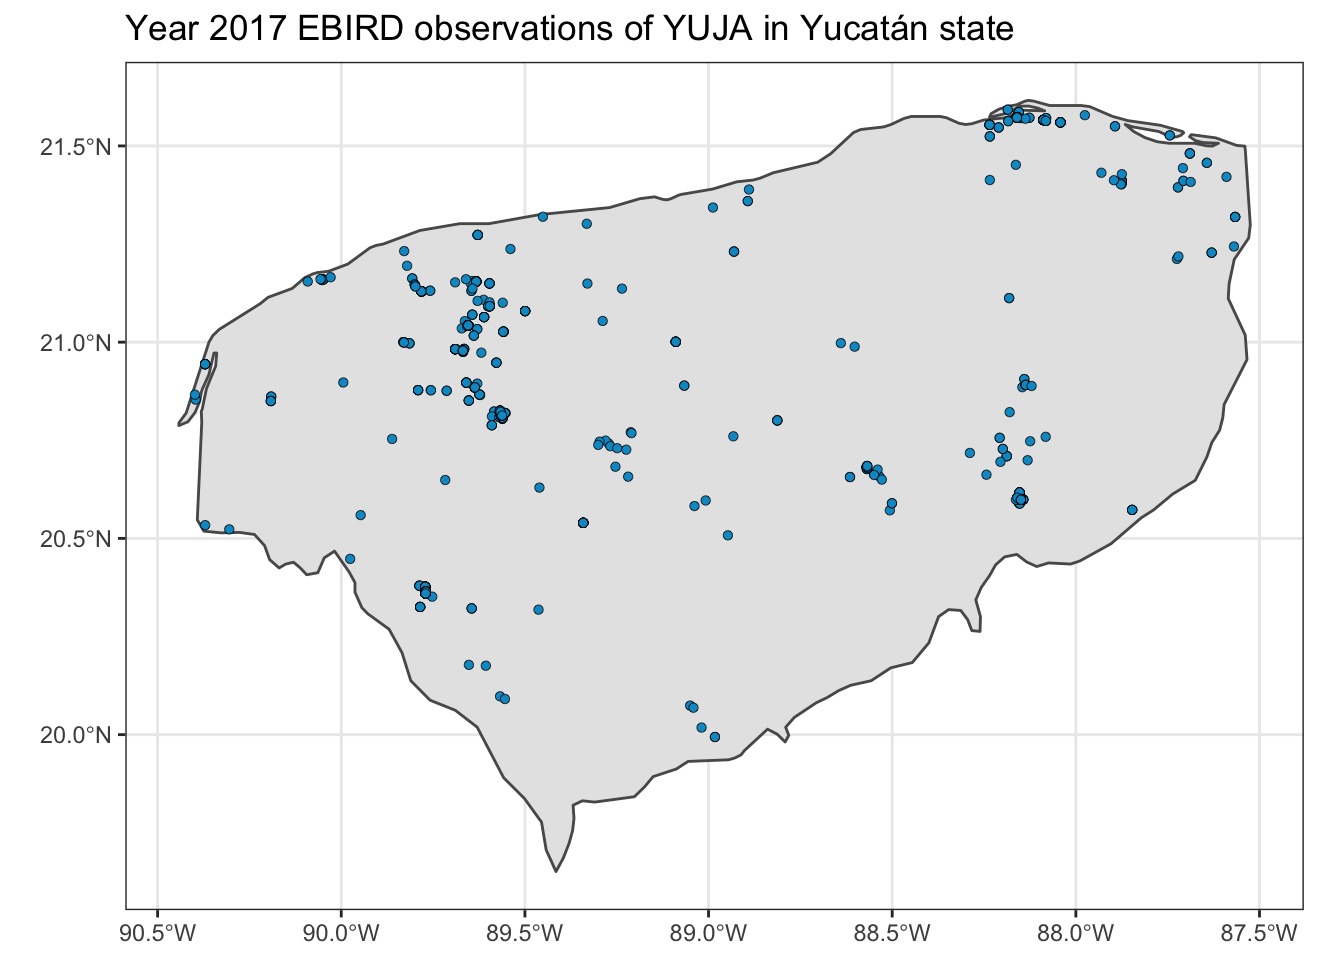 Year 2017 EBIRD observations of YUJA in Yucatán state
21.5°N
21.0°N
20.5°N
20.0°N
90.5°W 90.0°W 89.5°W 89.0°W 88.5°W 88.0°W 87.5°W